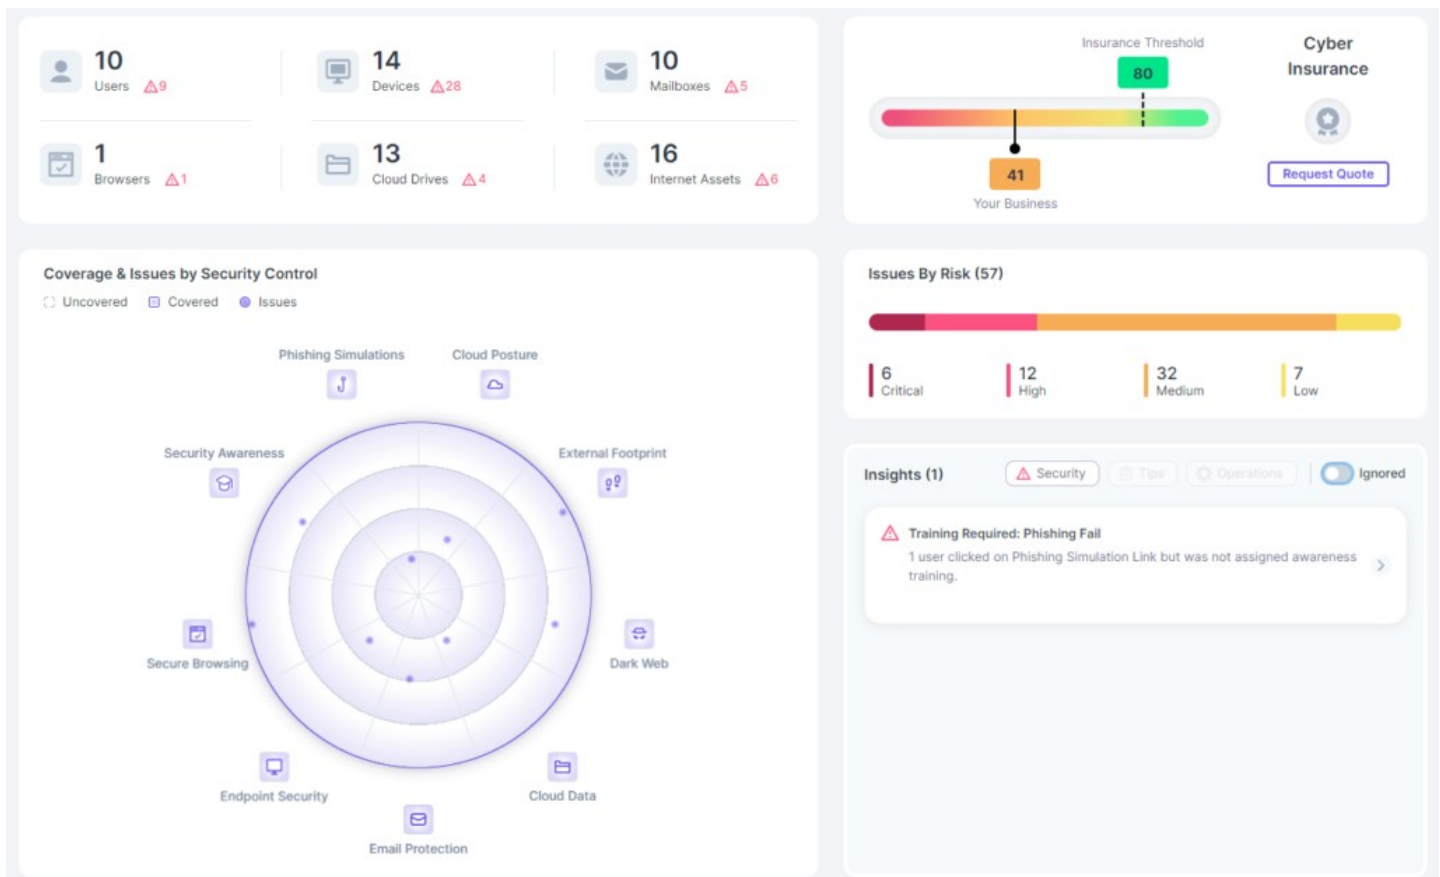 10
Users 9
14
Devices 28
10
Mailboxes 5
1
Browsers 1
13
Cloud Drives 4
16
Internet Assets 6
Insurance Threshold
80
41
Your Business
Cyber
Insurance
Request Quote
Coverage & Issues by Security Control
Uncovered Covered Issues
Phishing Simulations
Cloud Posture
Security Awareness
External Footprint
Secure Browsing
Dark Web
Endpoint Security
Cloud Data
Email Protection
Issues By Risk (57)
6
Critical
12
High
32
Medium
7
Low
Insights (1) Security Tips Operations Ignored
Training Required: Phishing Fail
1 user clicked on Phishing Simulation Link but was not assigned awareness
training.